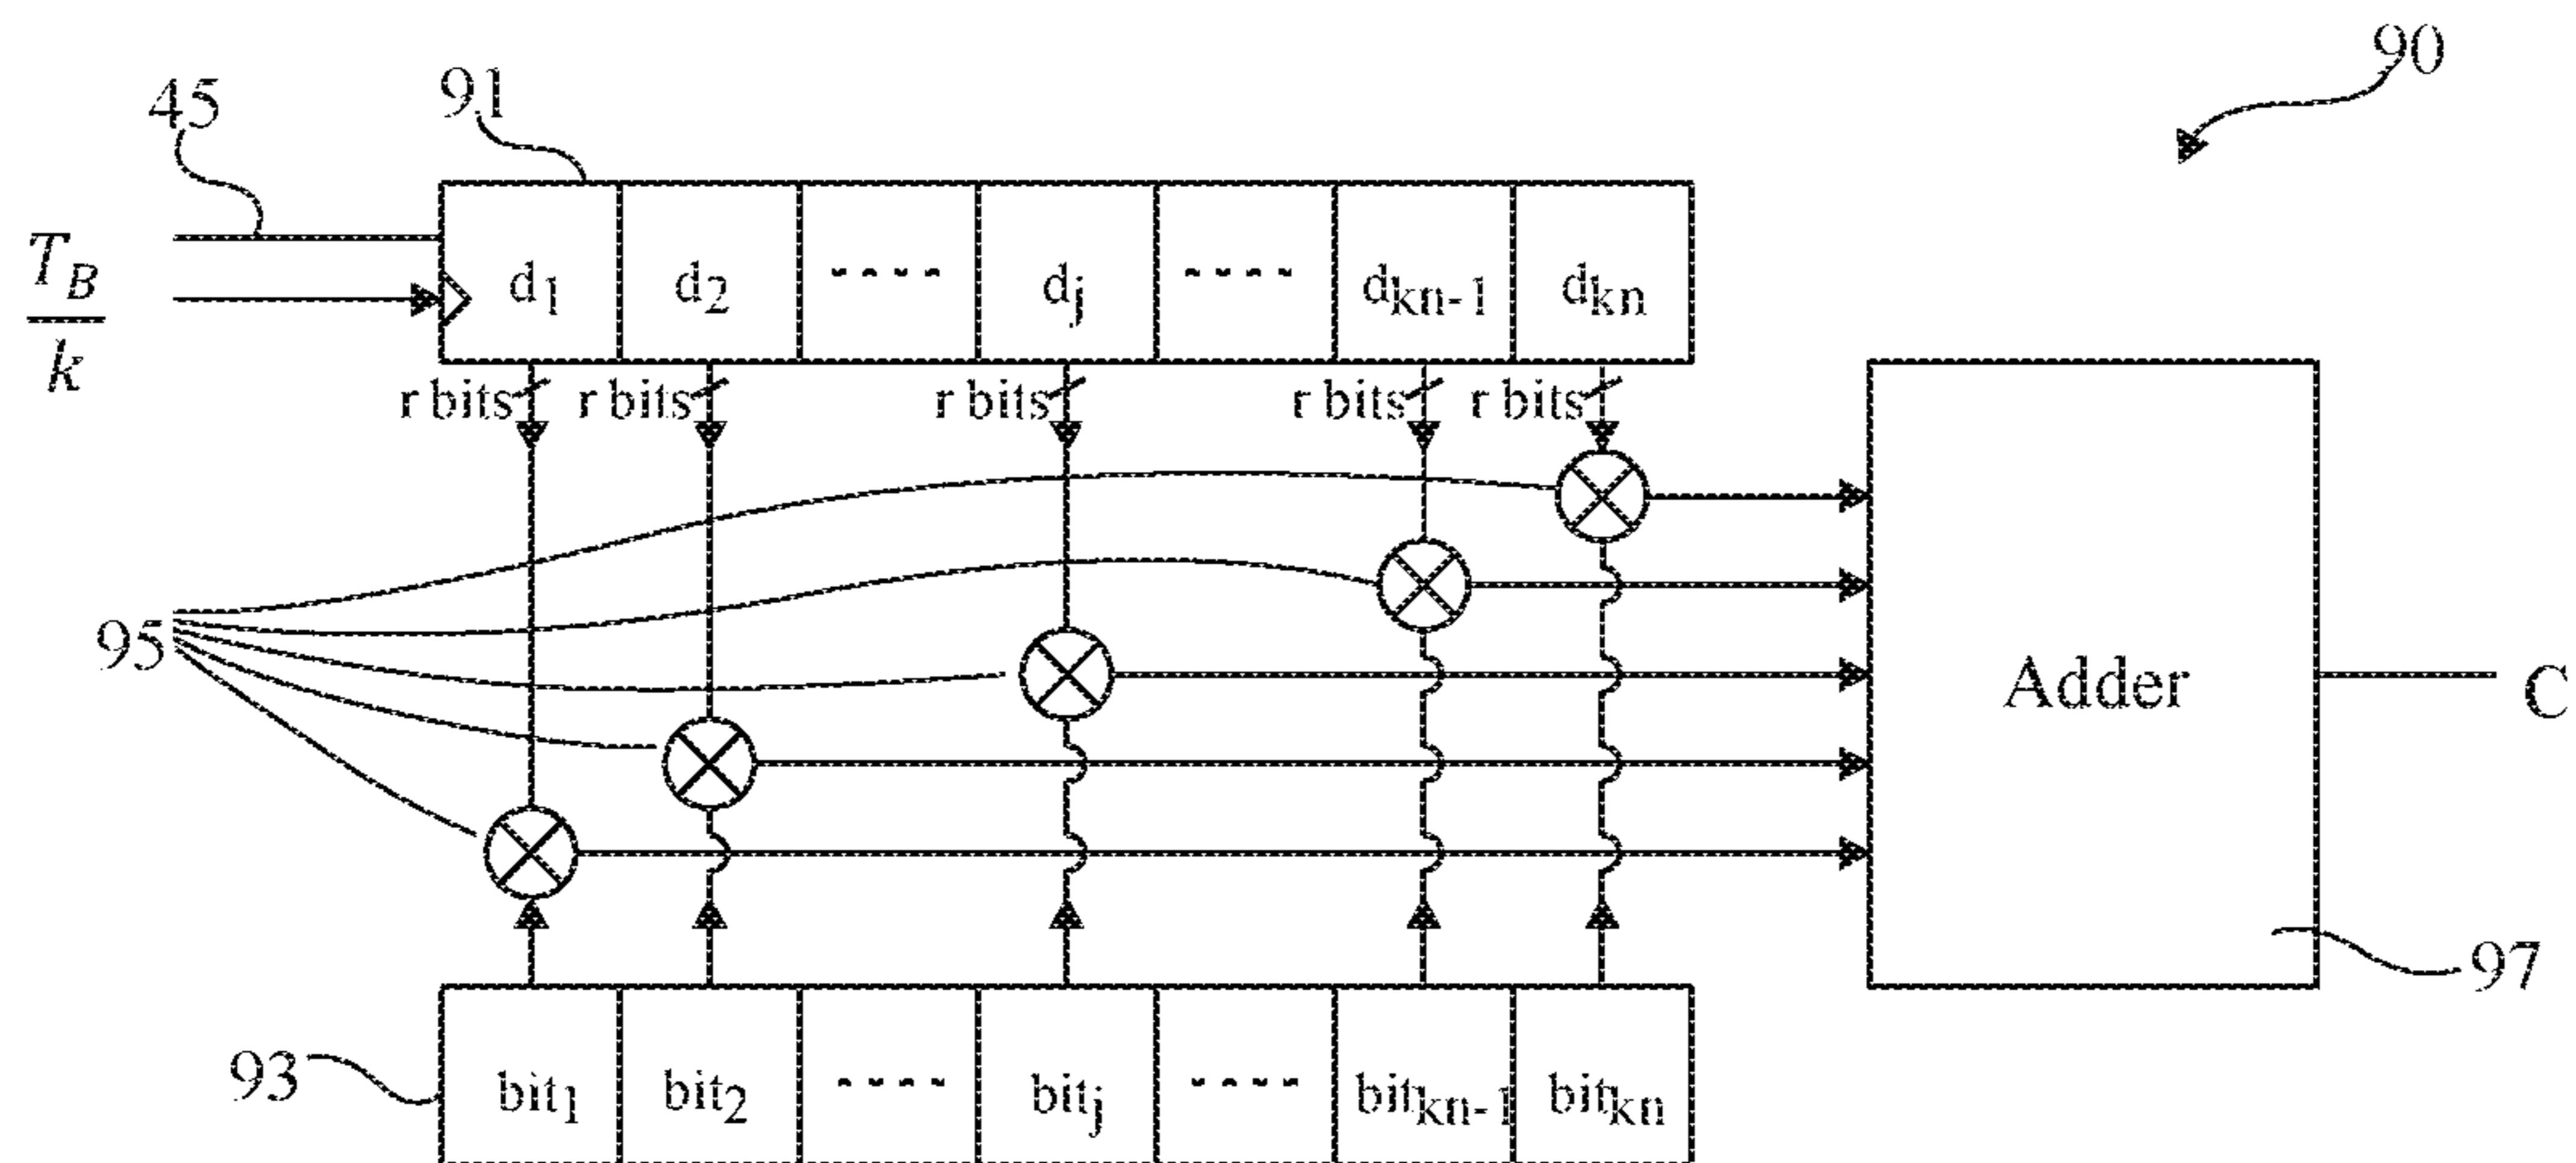 90
45
91
T_B
k
d1 d2 ---- dj ---- dkn-1 dkn
r bits r bits r bits r bits r bits
95
Adder
C
97
93
bit1 bit2 ---- bitj ---- bitkn-1 bitkn